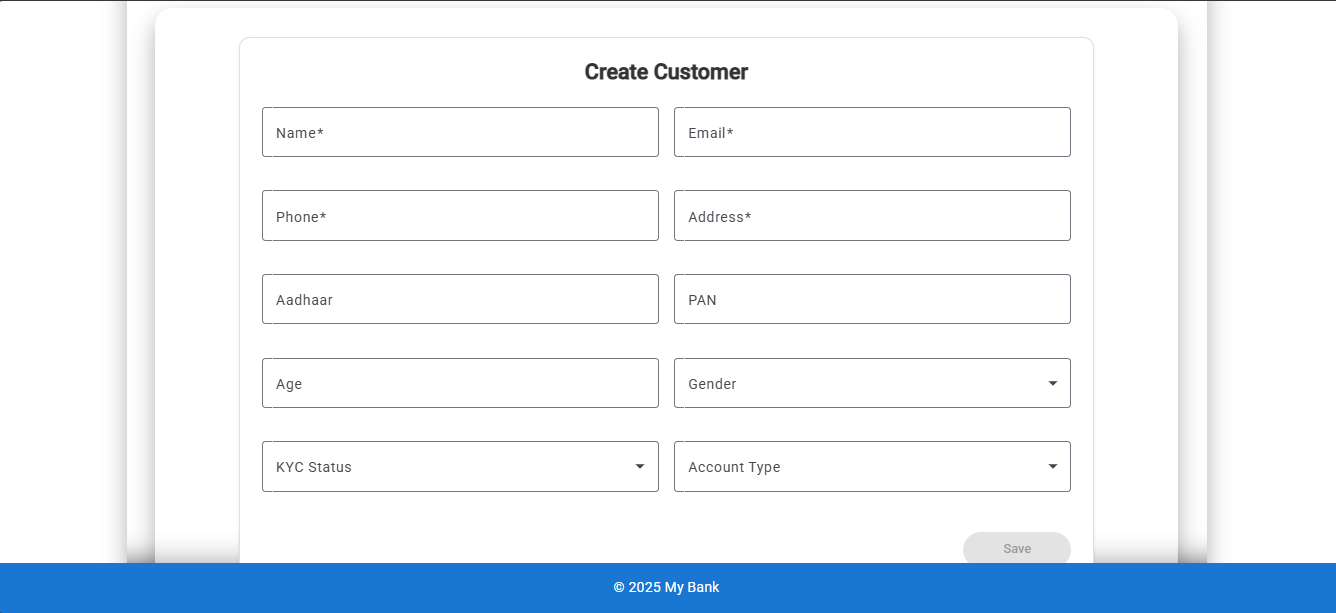 Create Customer
Name*
Email*
Phone*
Address*
Aadhaar
PAN
Age
Gender
KYC Status
Account Type
Save
© 2025 My Bank